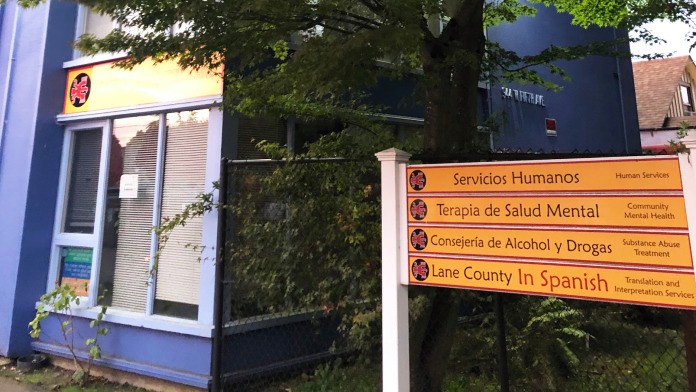 Servicios Humanos Human Services
Terapia de Salud Mental Community
Mental Health
Consejería de Alcohol y Drogas Substance Abuse
Treatment
Lane County In Spanish Translation and
Interpretation Services